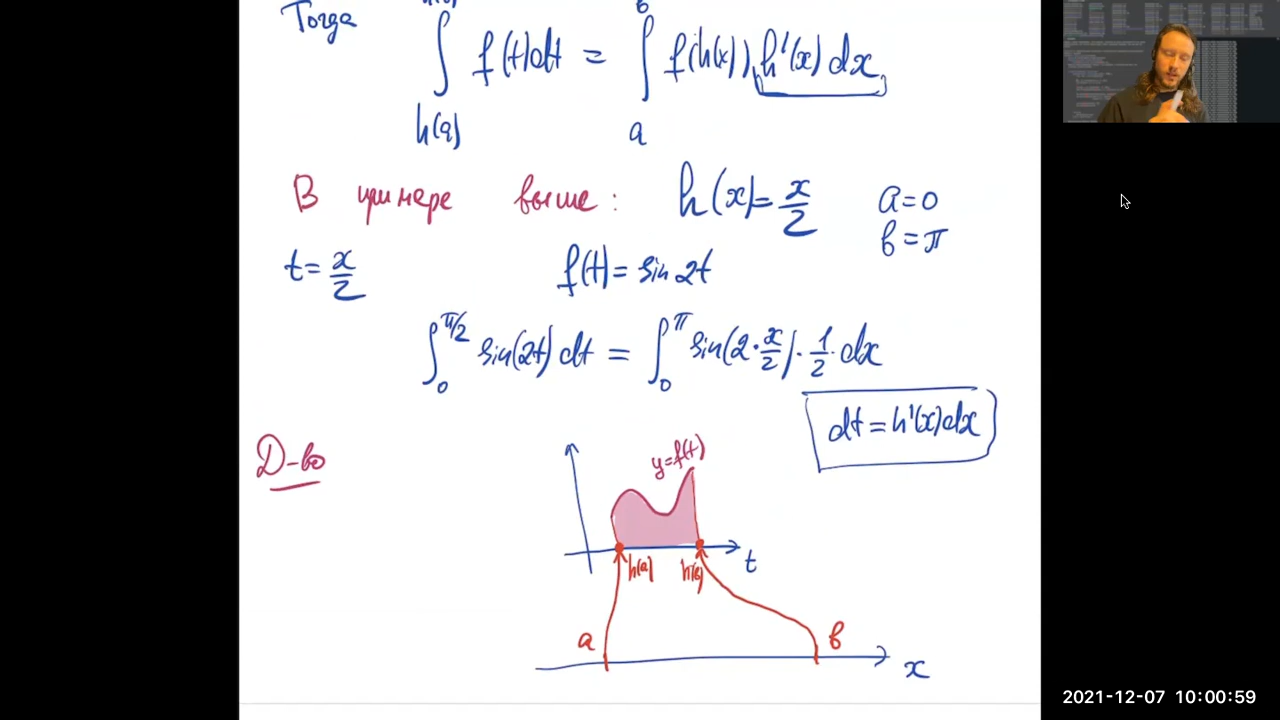 Тогда
∫ f(t)dt = ∫ f(h(x)) h'(x) dx
h(a) a
в
В примере выше: h(x)=x/2 a=0
в=π
t=x/2 f(t)=sin 2t
∫₀^{π/2} sin(2t) dt = ∫₀^π sin(2·x/2)·1/2·dx
dt=h'(x)dx
Д-во
y=f(t)
h(a) h(в) t
a в
x
2021-12-07 10:00:59